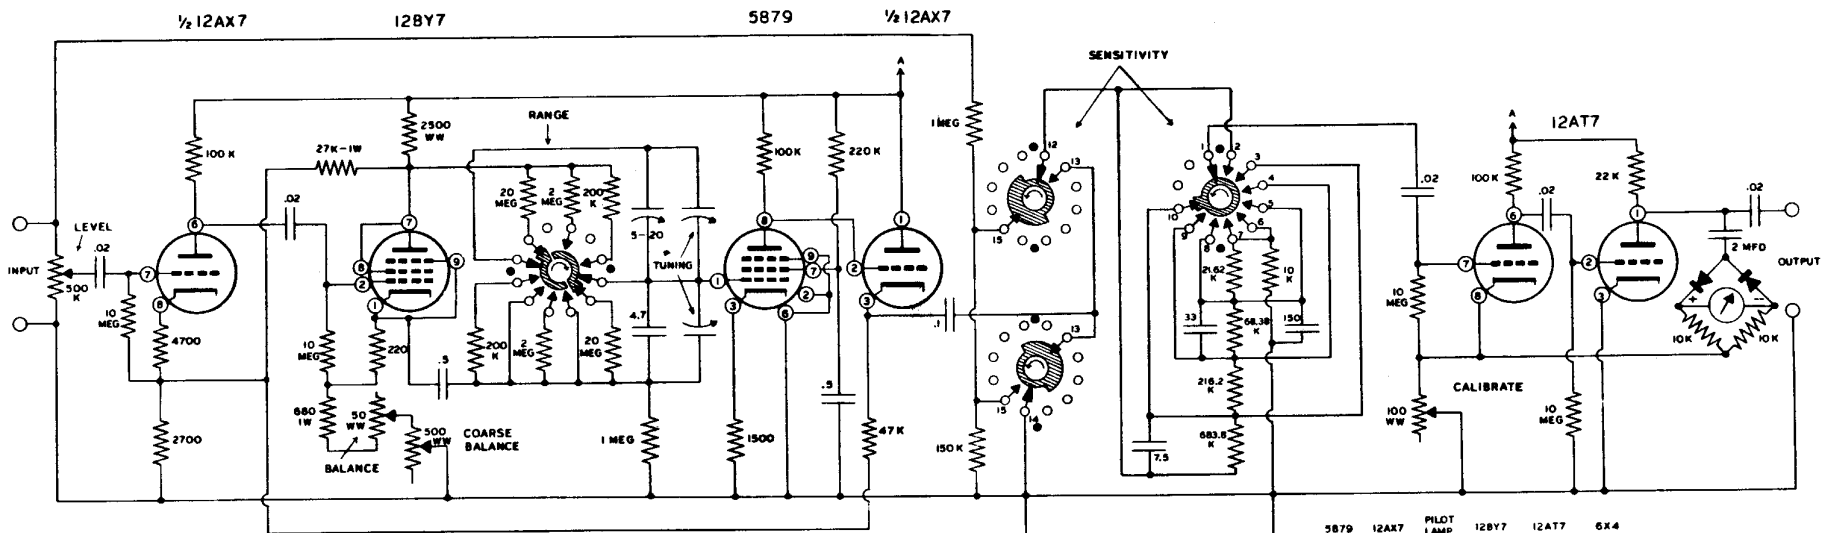 ½ 12AX7 12BY7 5879 ½ 12AX7
A
SENSITIVITY
RANGE
2500 WW
1 MEG
12 13
1 2 3 4 5 6 7 8 9 10
A
12AT7
100 K
27K-1W
100 K
220 K
100K
22 K
.02
.02
.02
20 MEG
2 MEG
200 K
.02
LEVEL
6
7
8
1
6
1
5-20
15
2 MFD
.02
TUNING
INPUT
500 K
7
8
2
9
1
9
7
2
2
7
2
OUTPUT
8
1
3
6
3
8
3
+
-
10 MEG
4700
21.62 K
10 K
10 MEG
4.7
.1
13
33
68.38 K
150
10K
10K
10 MEG
220
200 K
2 MEG
20 MEG
.5
15
14
216.2 K
CALIBRATE
680 1W
50 WW
.5
2700
500 WW
COARSE BALANCE
1 MEG
1500
47K
150K
683.8 K
7.5
100 WW
10 MEG
BALANCE
5879 12AX7 PILOT LAMP 12BY7 12AT7 6X4